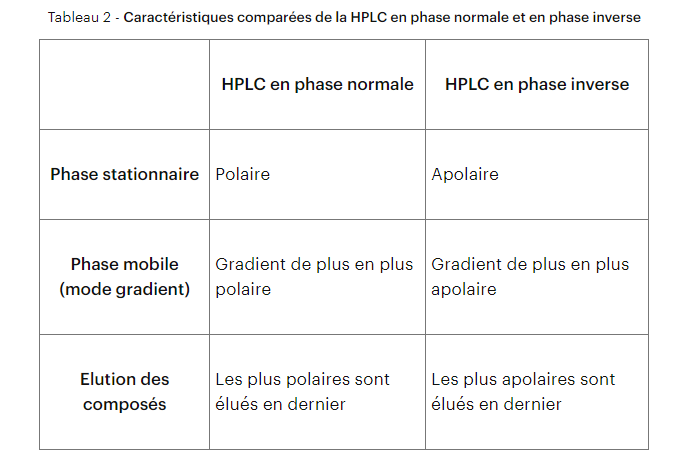 Tableau 2 - Caractéristiques comparées de la HPLC en phase normale et en phase inverse
HPLC en phase normale
HPLC en phase inverse
Phase stationnaire
Polaire
Apolaire
Phase mobile
(mode gradient)
Gradient de plus en plus
polaire
Gradient de plus en plus
apolaire
Elution des
composés
Les plus polaires sont
élués en dernier
Les plus apolaires sont
élués en dernier